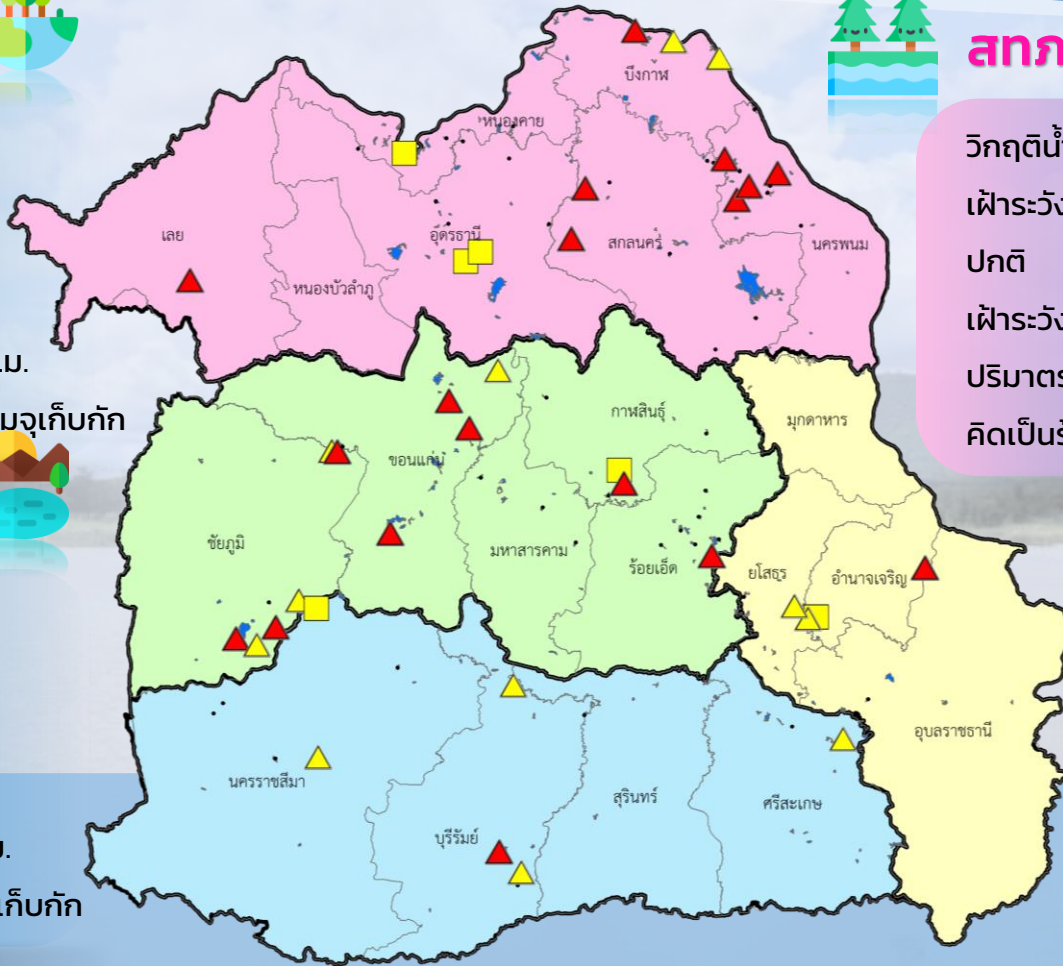 สทภ
วิกฤติน้
เฝ้าระวัง
ปกติ
เฝ้าระวัง
ปริมาตร
คิดเป็นร้
บึงกาฬ
หนองคาย
เลย
อุดรธานี
สกลนคร
นครพนม
หนองบัวลำภู
.ม.
มจุเก็บกัก
กาฬสินธุ์
มุกดาหาร
ขอนแก่น
ชัยภูมิ
มหาสารคาม
ร้อยเอ็ด
ยโสธร
อำนาจเจริญ
อุบลราชธานี
นครราชสีมา
สุรินทร์
ศรีสะเกษ
บุรีรัมย์
ม.
เก็บกัก